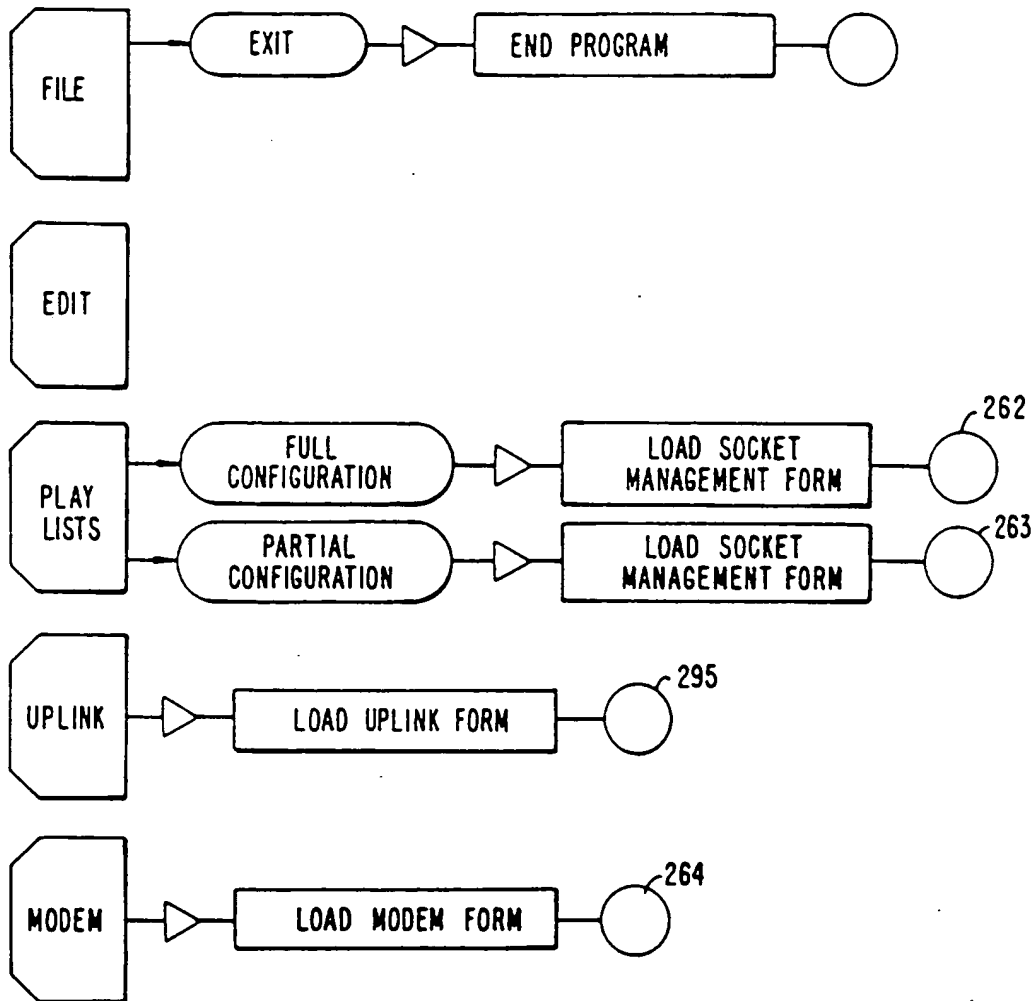 FILE
EXIT
END PROGRAM
EDIT
PLAY
LISTS
FULL
CONFIGURATION
LOAD SOCKET
MANAGEMENT FORM
262
PARTIAL
CONFIGURATION
LOAD SOCKET
MANAGEMENT FORM
263
UPLINK
LOAD UPLINK FORM
295
MODEM
LOAD MODEM FORM
264